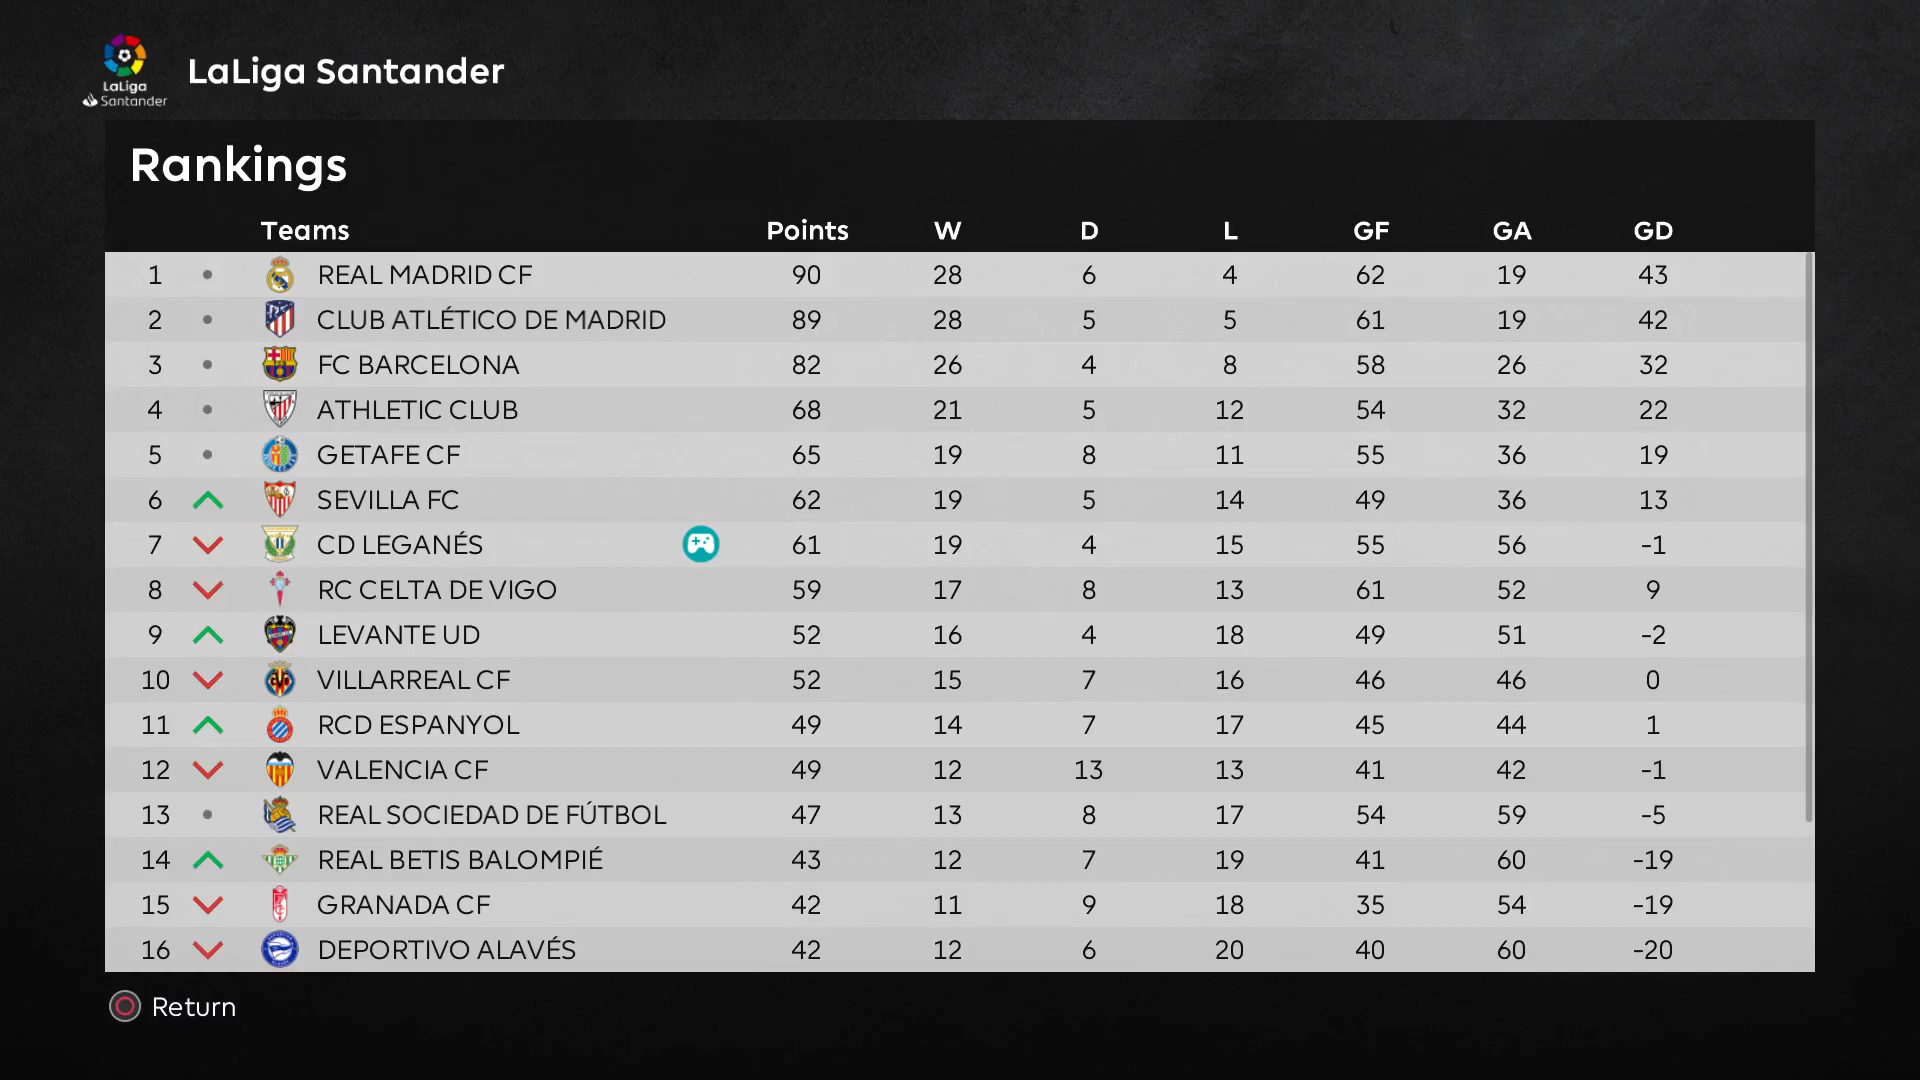 LaLiga
Santander
LaLiga Santander
Rankings
Teams Points W D L GF GA GD
1 REAL MADRID CF 90 28 6 4 62 19 43
2 CLUB ATLÉTICO DE MADRID 89 28 5 5 61 19 42
3 FC BARCELONA 82 26 4 8 58 26 32
4 ATHLETIC CLUB 68 21 5 12 54 32 22
5 GETAFE CF 65 19 8 11 55 36 19
6 SEVILLA FC 62 19 5 14 49 36 13
7 CD LEGANÉS 61 19 4 15 55 56 -1
8 RC CELTA DE VIGO 59 17 8 13 61 52 9
9 LEVANTE UD 52 16 4 18 49 51 -2
10 VILLARREAL CF 52 15 7 16 46 46 0
11 RCD ESPANYOL 49 14 7 17 45 44 1
12 VALENCIA CF 49 12 13 13 41 42 -1
13 REAL SOCIEDAD DE FÚTBOL 47 13 8 17 54 59 -5
14 REAL BETIS BALOMPIÉ 43 12 7 19 41 60 -19
15 GRANADA CF 42 11 9 18 35 54 -19
16 DEPORTIVO ALAVÉS 42 12 6 20 40 60 -20
Return